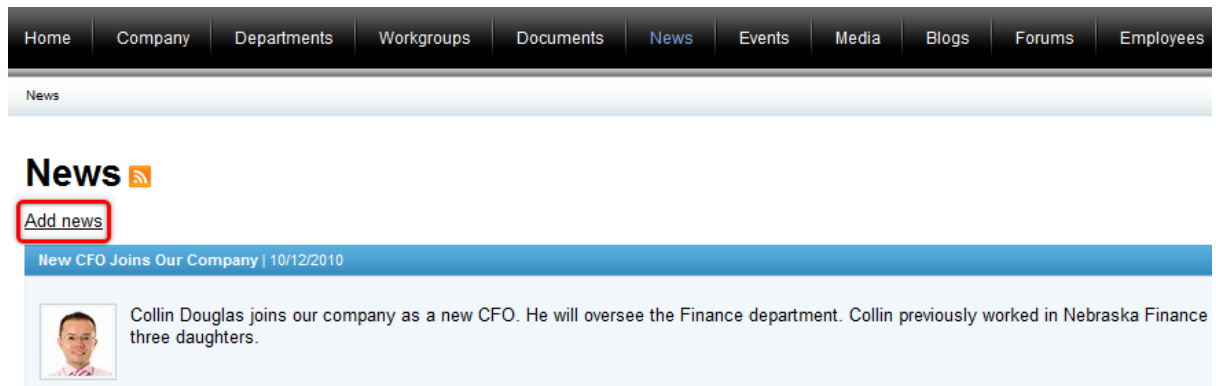 Home Company Departments Workgroups Documents News Events Media Blogs Forums Employees
News
News
Add news
New CFO Joins Our Company | 10/12/2010
Collin Douglas joins our company as a new CFO. He will oversee the Finance department. Collin previously worked in Nebraska Finance
three daughters.